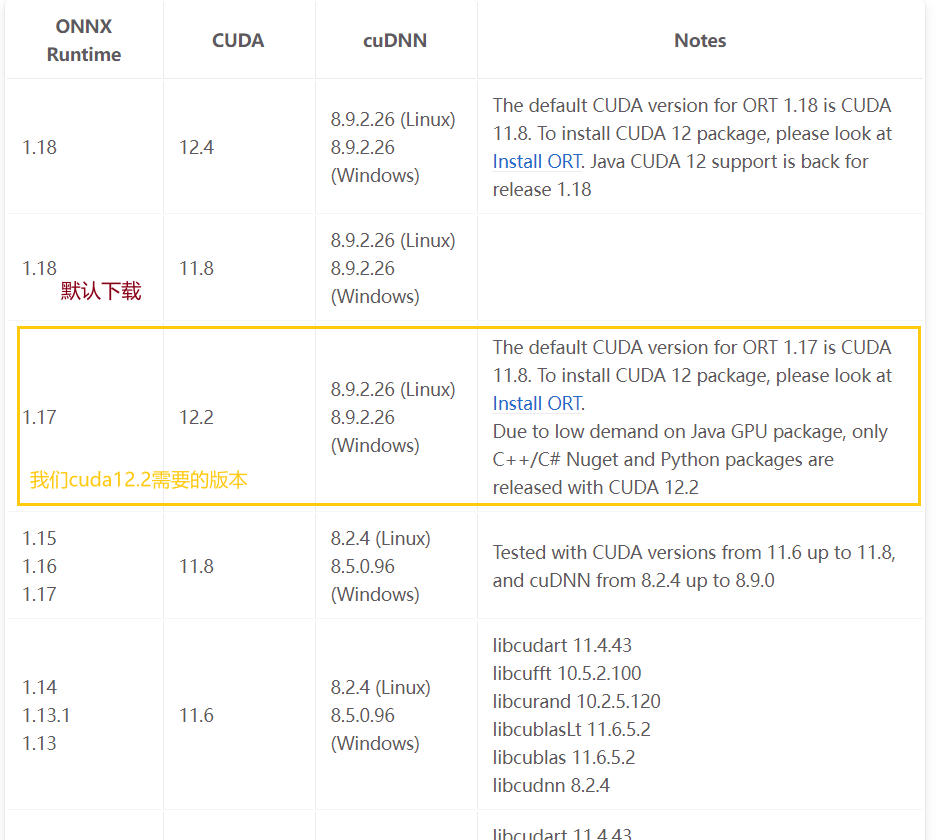 ONNX
Runtime
CUDA
cuDNN
Notes
1.18
12.4
8.9.2.26 (Linux)
8.9.2.26
(Windows)
The default CUDA version for ORT 1.18 is CUDA
11.8. To install CUDA 12 package, please look at
Install ORT. Java CUDA 12 support is back for
release 1.18
1.18
默认下载
11.8
8.9.2.26 (Linux)
8.9.2.26
(Windows)
1.17
12.2
8.9.2.26 (Linux)
8.9.2.26
(Windows)
The default CUDA version for ORT 1.17 is CUDA
11.8. To install CUDA 12 package, please look at
Install ORT.
Due to low demand on Java GPU package, only
C++/C# Nuget and Python packages are
released with CUDA 12.2
我们cuda12.2需要的版本
1.15
1.16
1.17
11.8
8.2.4 (Linux)
8.5.0.96
(Windows)
Tested with CUDA versions from 11.6 up to 11.8,
and cuDNN from 8.2.4 up to 8.9.0
1.14
1.13.1
1.13
11.6
8.2.4 (Linux)
8.5.0.96
(Windows)
libcudart 11.4.43
libcufft 10.5.2.100
libcurand 10.2.5.120
libcublasLt 11.6.5.2
libcublas 11.6.5.2
libcudnn 8.2.4
libcudart 11.4.43